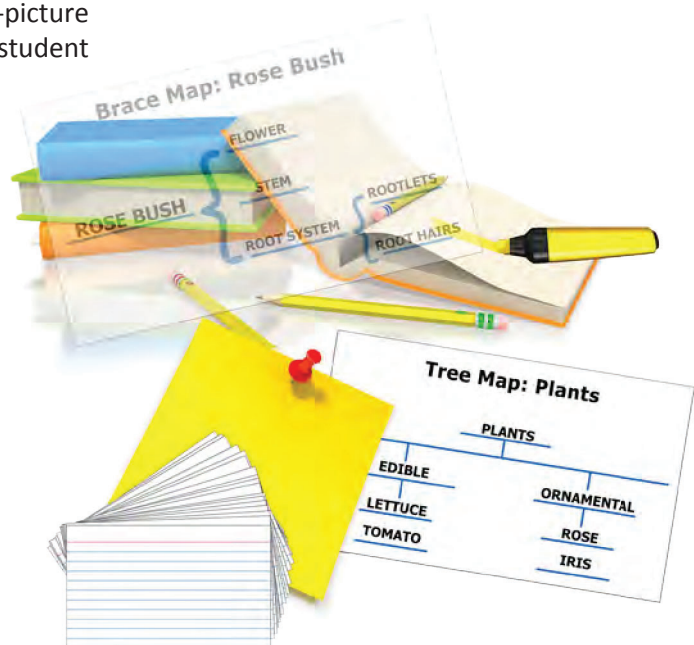 -picture
student
Brace Map: Rose Bush
FLOWER
STEM
ROSE BUSH
ROOT SYSTEM
ROOTLETS
ROOT HAIRS
Tree Map: Plants
PLANTS
EDIBLE
ORNAMENTAL
LETTUCE
ROSE
TOMATO
IRIS